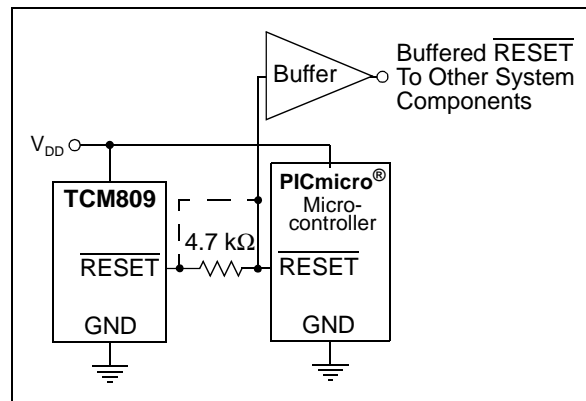 Buffer
Buffered RESET
To Other System
Components
VDD
TCM809
PICmicro®
Micro-
controller
4.7 kΩ
RESET
RESET
GND
GND